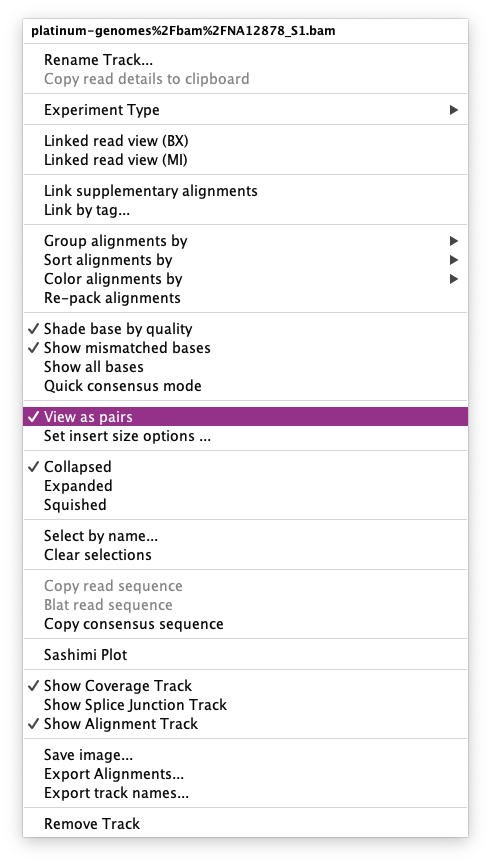 platinum-genomes%2Fbam%2FNA12878_S1.bam
Rename Track...
Copy read details to clipboard
Experiment Type
Linked read view (BX)
Linked read view (MI)
Link supplementary alignments
Link by tag...
Group alignments by
Sort alignments by
Color alignments by
Re-pack alignments
Shade base by quality
Show mismatched bases
Show all bases
Quick consensus mode
View as pairs
Set insert size options ...
Collapsed
Expanded
Squished
Select by name...
Clear selections
Copy read sequence
Blat read sequence
Copy consensus sequence
Sashimi Plot
Show Coverage Track
Show Splice Junction Track
Show Alignment Track
Save image...
Export Alignments...
Export track names...
Remove Track